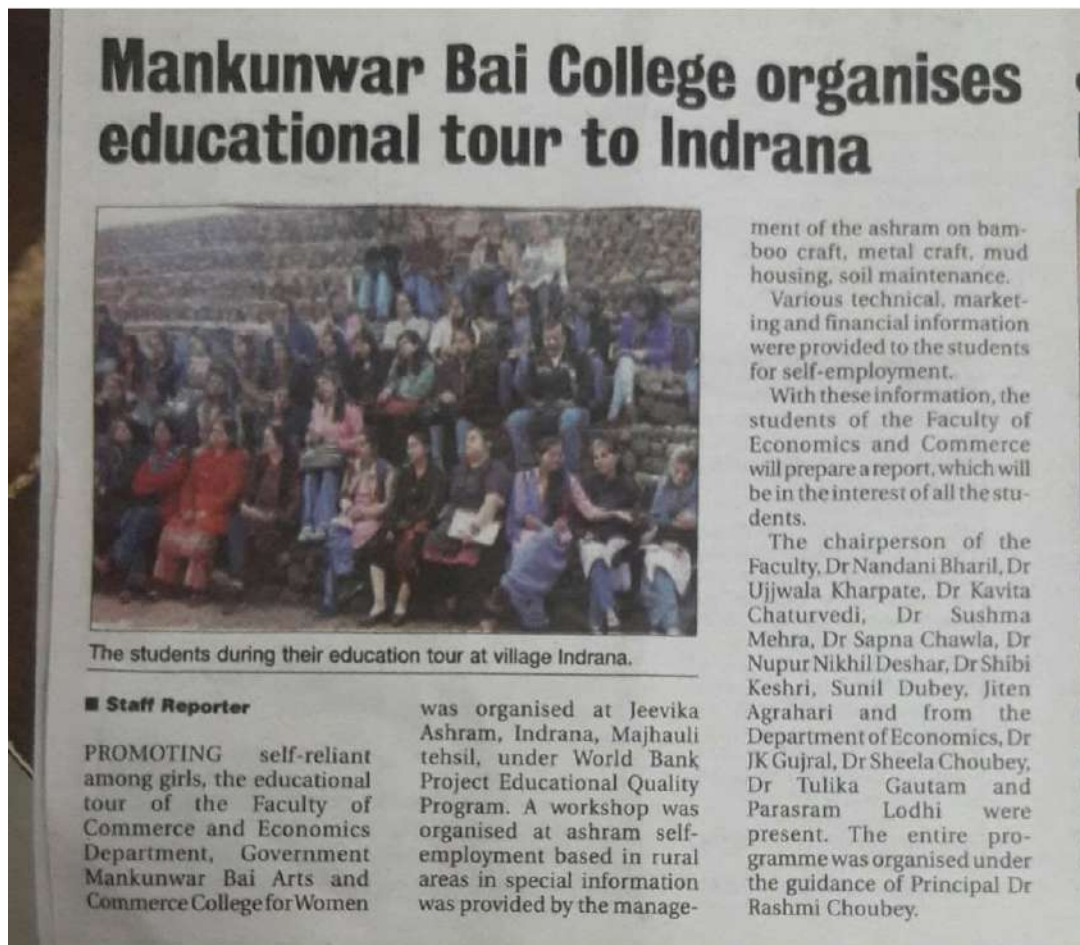 Mankunwar Bai College organises
educational tour to Indrana
The students during their education tour at village Indrana.
■ Staff Reporter
PROMOTING self-reliant
among girls, the educational
tour of the Faculty of
Commerce and Economics
Department, Government
Mankunwar Bai Arts and
Commerce College for Women
was organised at Jeevika
Ashram, Indrana, Majhauli
tehsil, under World Bank
Project Educational Quality
Program. A workshop was
organised at ashram self-
employment based in rural
areas in special information
was provided by the manage-
ment of the ashram on bam-
boo craft, metal craft, mud
housing, soil maintenance.
Various technical, market-
ing and financial information
were provided to the students
for self-employment.
With these information, the
students of the Faculty of
Economics and Commerce
will prepare a report, which will
be in the interest of all the stu-
dents.
The chairperson of the
Faculty, Dr Nandani Bharil, Dr
Ujjwala Kharpate, Dr Kavita
Chaturvedi, Dr Sushma
Mehra, Dr Sapna Chawla, Dr
Nupur Nikhil Deshar, Dr Shibi
Keshri, Sunil Dubey, Jiten
Agrahari and from the
Department of Economics, Dr
JK Gujral, Dr Sheela Choubey,
Dr Tulika Gautam and
Parasram Lodhi were
present. The entire pro-
gramme was organised under
the guidance of Principal Dr
Rashmi Choubey.